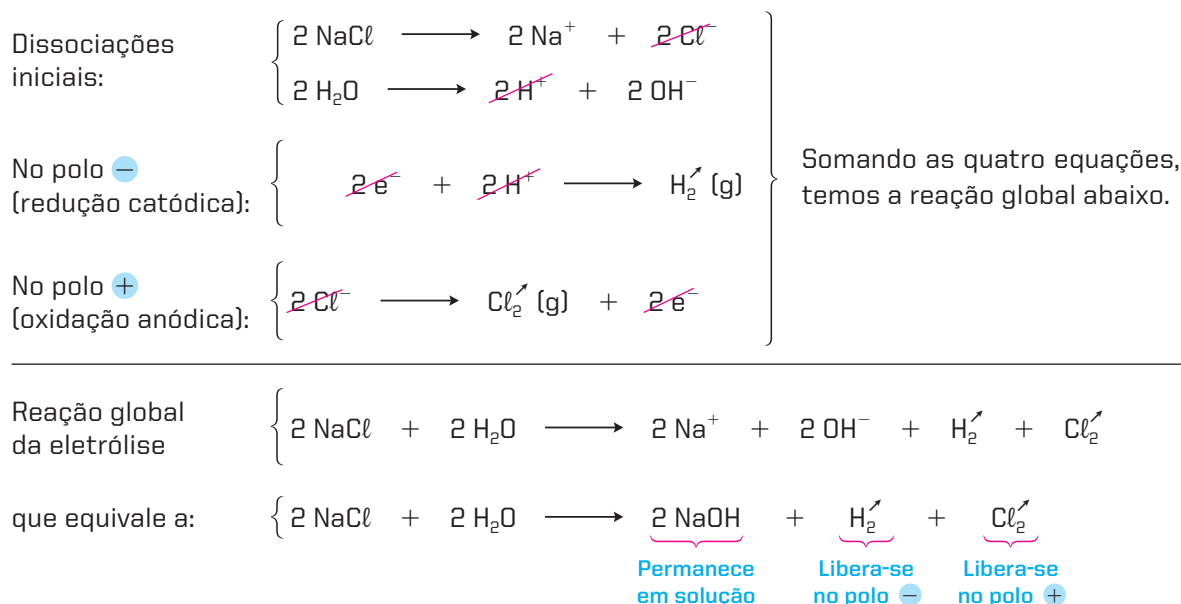 Dissociações
iniciais:
2 NaCℓ ⟶ 2 Na⁺ + 2 Cℓ⁻
2 H₂O ⟶ 2 H⁺ + 2 OH⁻
No polo −
(redução catódica):
2 e⁻ + 2 H⁺ ⟶ H₂↗ (g)
No polo +
(oxidação anódica):
2 Cℓ⁻ ⟶ Cℓ₂↗ (g) + 2 e⁻
Somando as quatro equações,
temos a reação global abaixo.
Reação global
da eletrólise
2 NaCℓ + 2 H₂O ⟶ 2 Na⁺ + 2 OH⁻ + H₂↗ + Cℓ₂↗
que equivale a: 2 NaCℓ + 2 H₂O ⟶ 2 NaOH + H₂↗ + Cℓ₂↗
Permanece
em solução
Libera-se
no polo −
Libera-se
no polo +